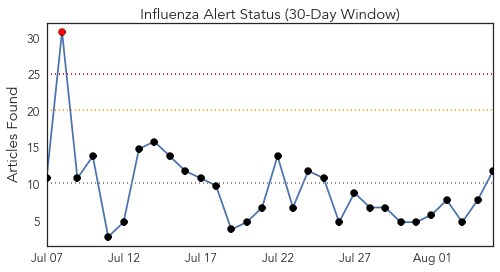 Influenza Alert Status (30-Day Window)
Articles Found
30
25
20
15
10
5
Jul 07 Jul 12 Jul 17 Jul 22 Jul 27 Aug 01